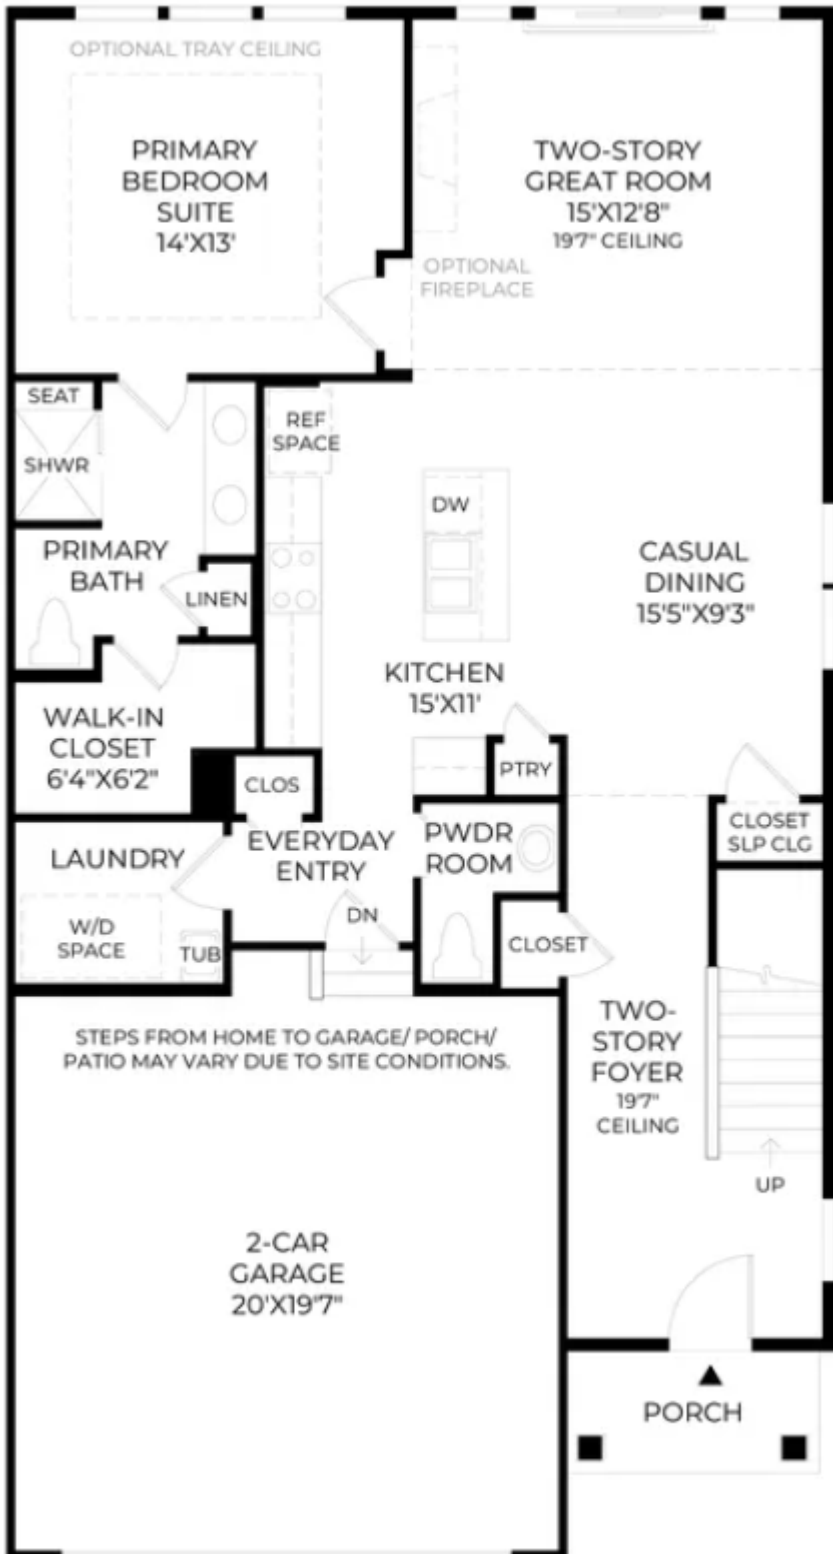 OPTIONAL TRAY CEILING
PRIMARY
BEDROOM
SUITE
14'X13'
TWO-STORY
GREAT ROOM
15'X12'8"
19'7" CEILING
OPTIONAL
FIREPLACE
SEAT
SHWR
REF
SPACE
DW
PRIMARY
BATH
LINEN
CASUAL
DINING
15'5"X9'3"
KITCHEN
15'X11'
WALK-IN
CLOSET
6'4"X6'2"
CLOS
PTRY
LAUNDRY
W/D
SPACE
TUB
EVERYDAY
ENTRY
DN
PWDR
ROOM
CLOSET
SLP CLG
CLOSET
TWO-
STORY
FOYER
19'7"
CEILING
UP
STEPS FROM HOME TO GARAGE/ PORCH/
PATIO MAY VARY DUE TO SITE CONDITIONS.
2-CAR
GARAGE
20'X19'7"
PORCH